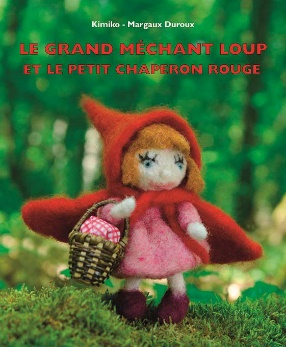 Kimiko - Margaux Duroux
LE GRAND MÉCHANT LOUP
ET LE PETIT CHAPERON ROUGE